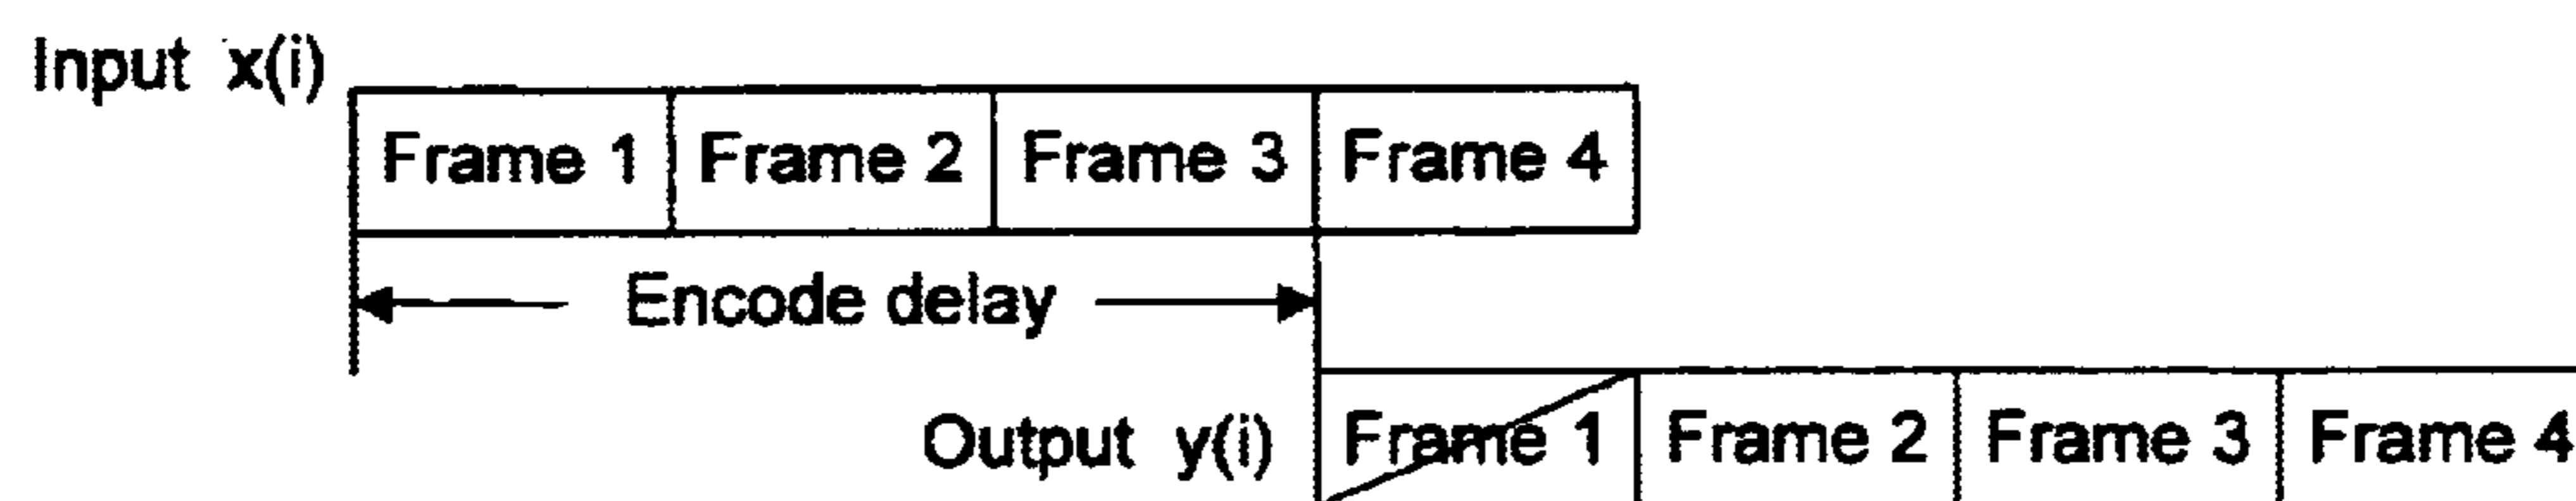 Input x(i)
Frame 1 Frame 2 Frame 3 Frame 4
Encode delay
Output y(i) Frame 1 Frame 2 Frame 3 Frame 4